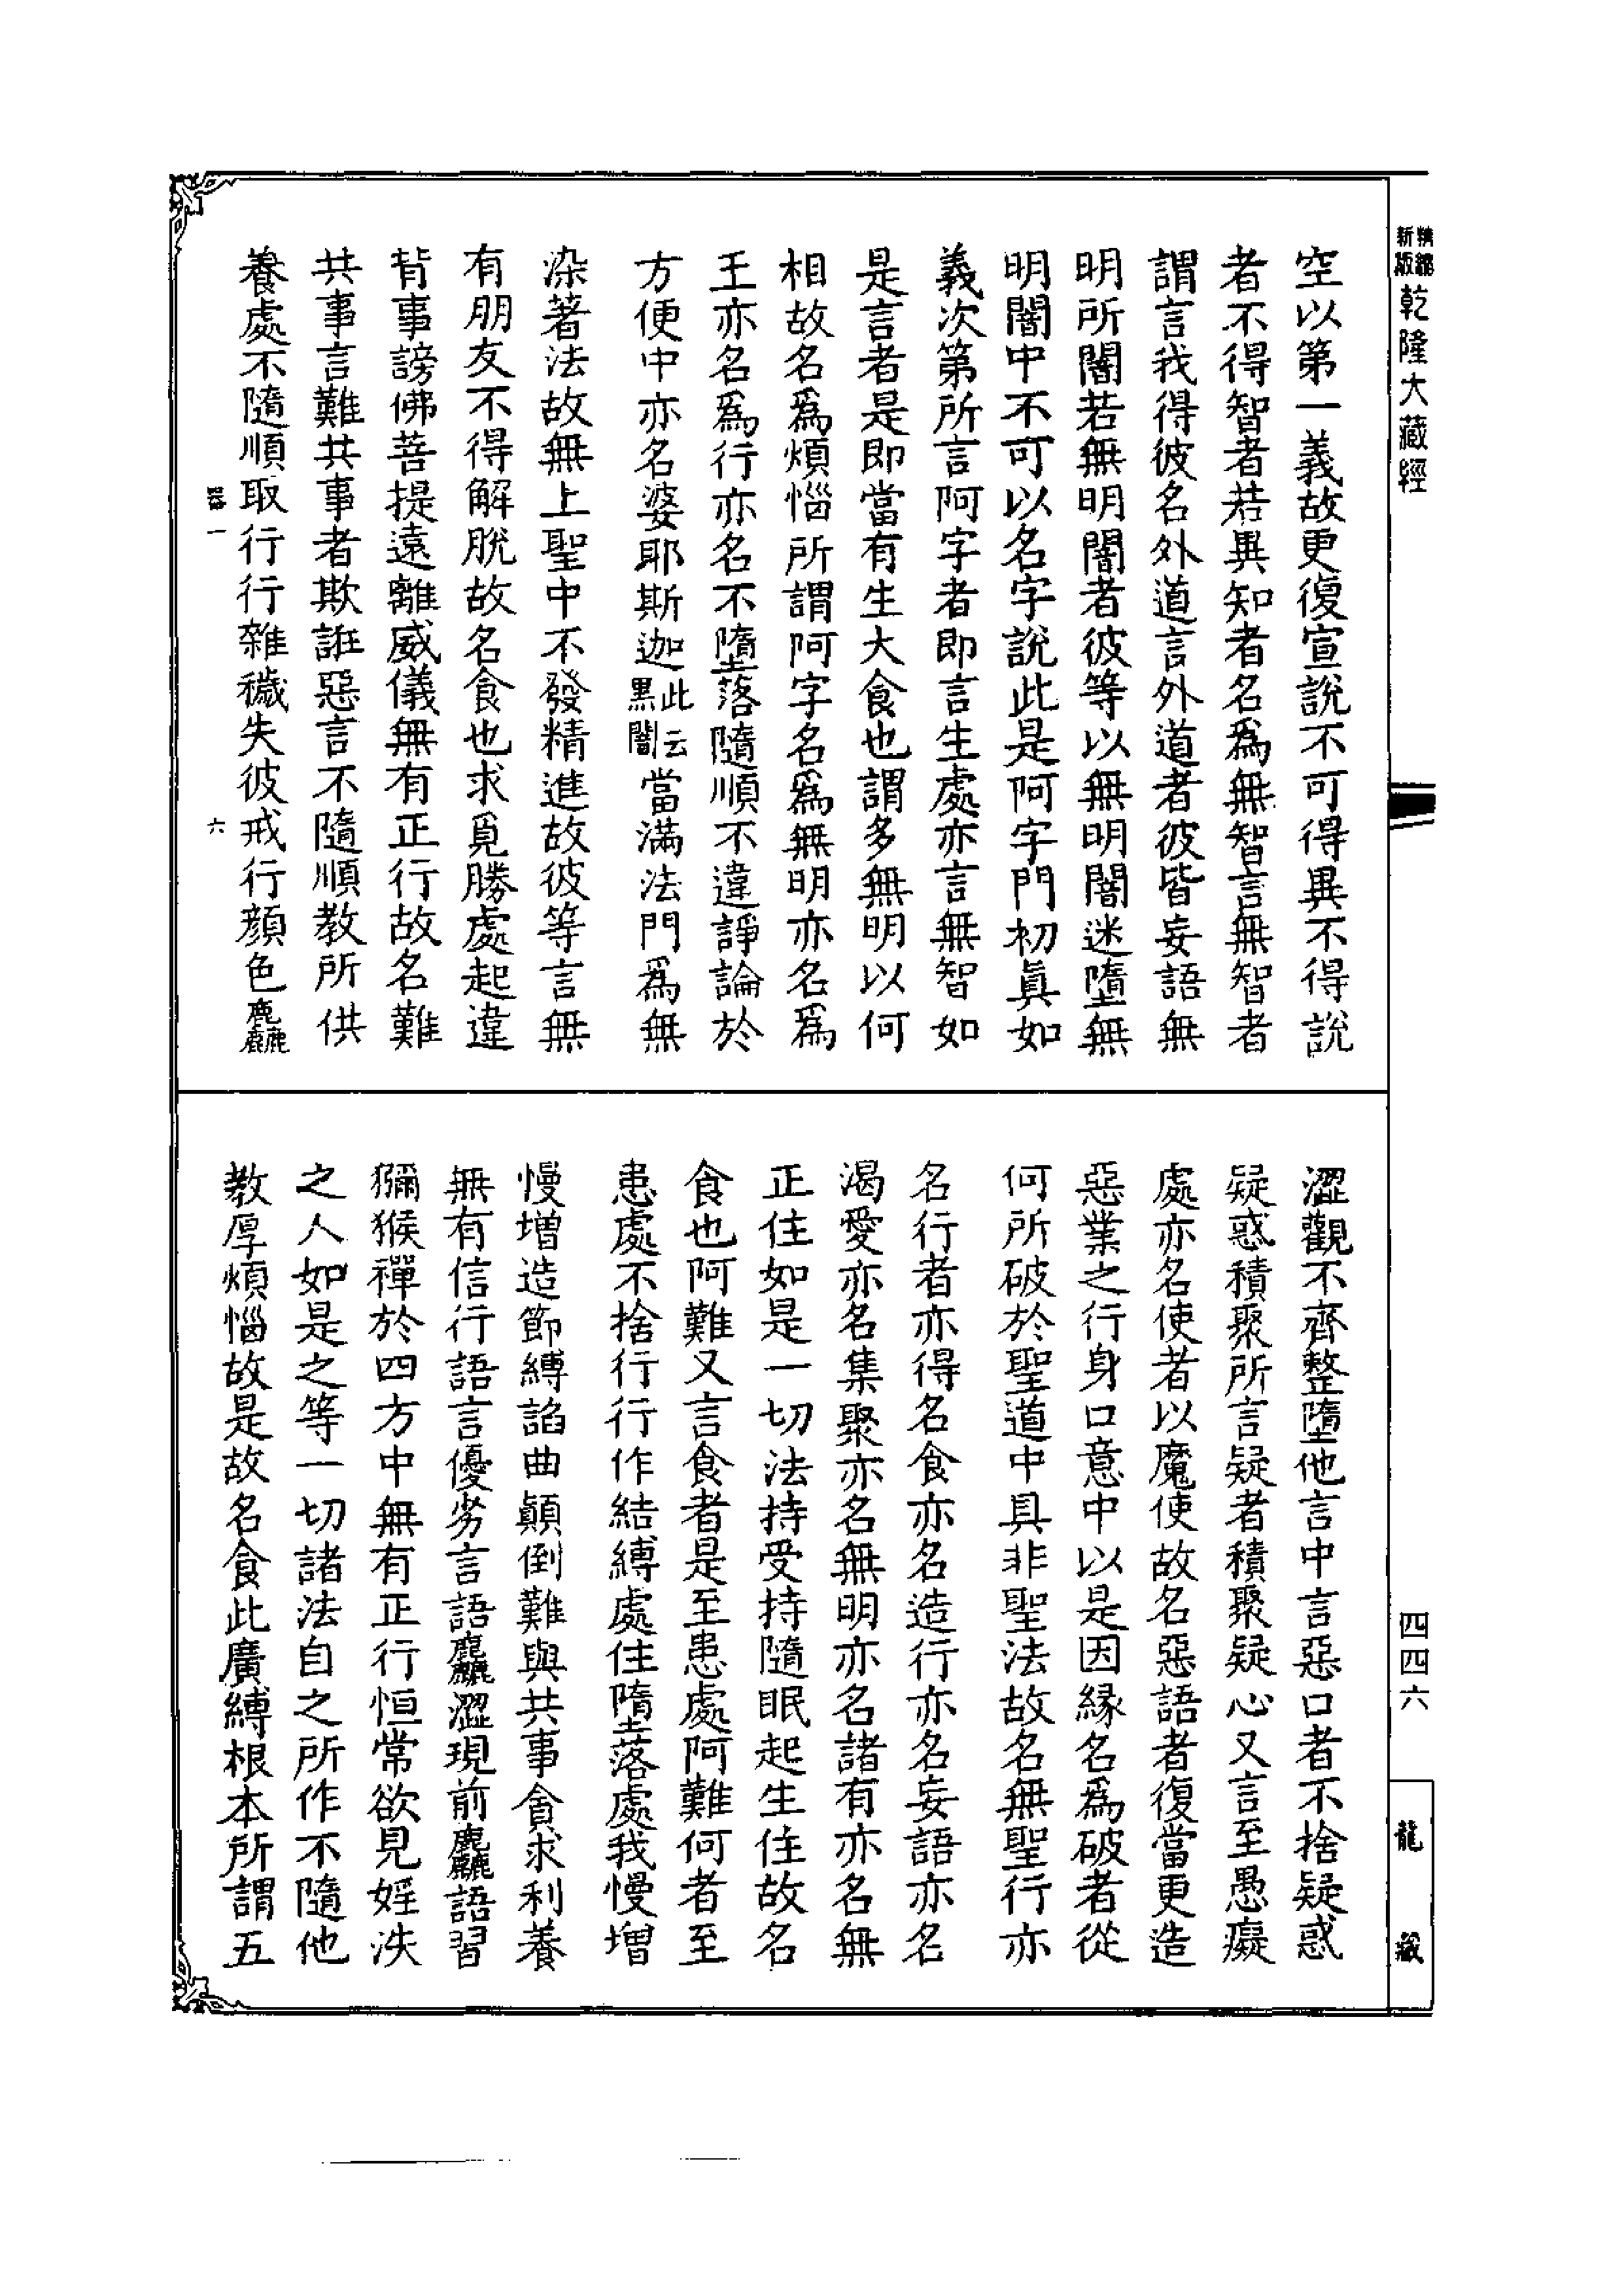 精縮
新版
乾隆大藏經
空以第一義故更復宣說不可得異不得說
者不得智者若異知者名爲無智言無智者
謂言我得彼名外道言外道者彼皆妄語無
明所闇若無明闇者彼等以無明闇迷墮無
明闇中不可以名字說此是阿字門初眞如
義次第所言阿字者即言生處亦言無智如
是言者是即當有生大食也謂多無明以何
相故名爲煩惱所謂阿字名爲無明亦名爲
王亦名爲行亦名不墮落隨順不違諍論於
方便中亦名婆耶斯迦此云黑闇當滿法門爲無
染著法故無上聖中不發精進故彼等言無
有朋友不得解脫故名食也求覓勝處起違
背事謗佛菩提遠離威儀無有正行故名難
共事言難共事者欺誑惡言不隨順教所供
養處不隨順取行行雜穢失彼戒行顏色麤
器一
六
澀觀不齊整墮他言中言惡口者不捨疑惑
疑惑積聚所言疑者積聚疑心又言至愚癡
處亦名使者以魔使故名惡語者復當更造
惡業之行身口意中以是因緣名爲破者從
何所破於聖道中具非聖法故名無聖行亦
名行者亦得名食亦名造行亦名妄語亦名
渴愛亦名集聚亦名無明亦名諸有亦名無
正住如是一切法持受持隨眠起生住故名
食也阿難又言食者是至患處阿難何者至
患處不捨行行作結縛處住墮落處我慢增
慢增造節縛諂曲顛倒難與共事貪求利養
無有信行語言優劣言語麤澀現前麤語習
獼猴禪於四方中無有正行恒常欲見婬泆
之人如是之等一切諸法自之所作不隨他
教厚煩惱故是故名食此廣縛根本所謂五
四四六
龍藏